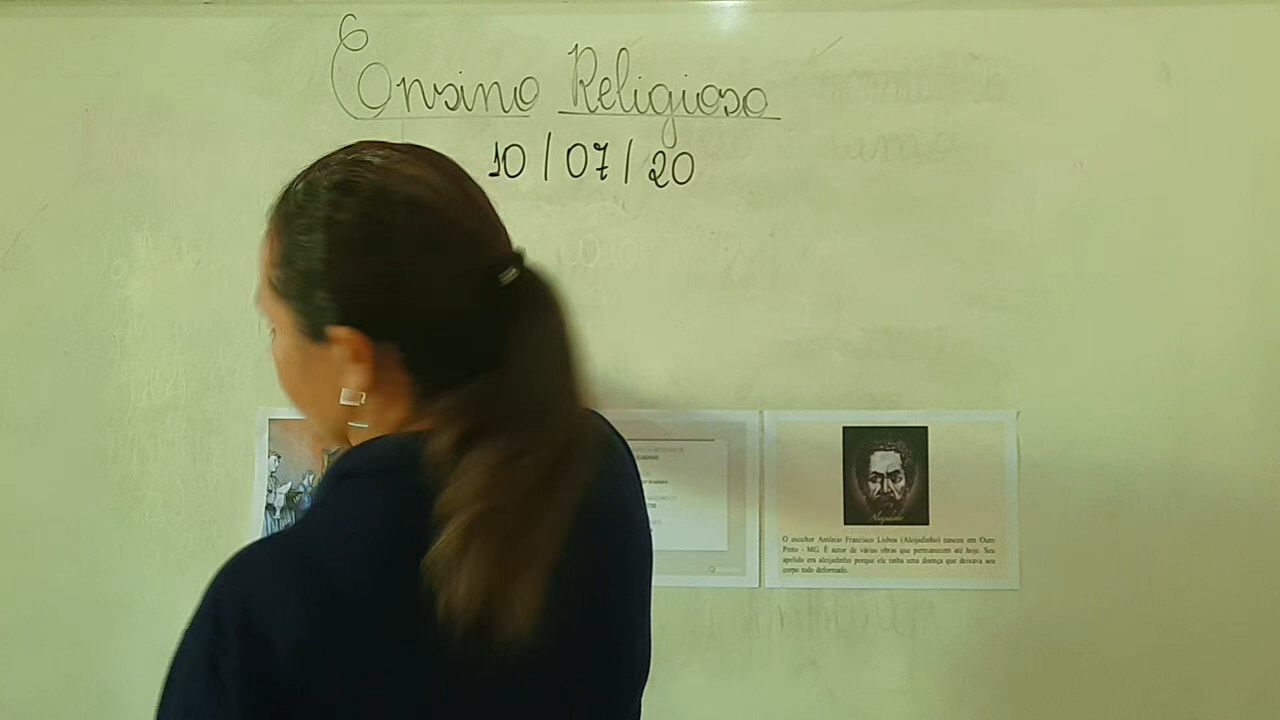 Ensino Religioso
10/07/20
Aleijadinho
O escultor Antônio Francisco Lisboa (Aleijadinho) nasceu em Ouro
Preto - MG. É autor de várias obras que permanecem até hoje. Seu
apelido era aleijadinho porque ele tinha uma doença que deixava seu
corpo todo deformado.